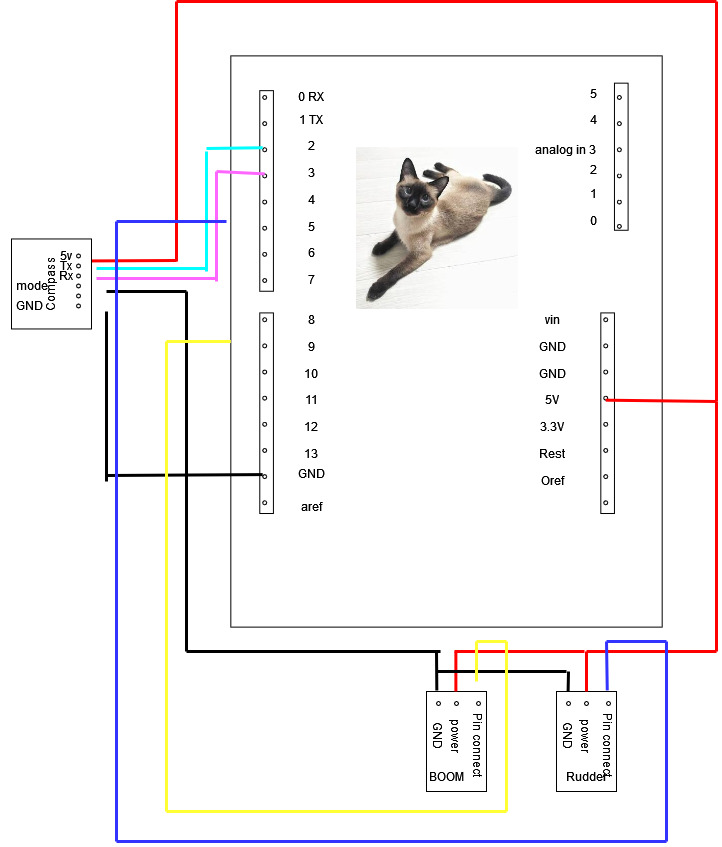 0 RX
1 TX
2
3
4
5
6
7
8
9
10
11
12
13
GND
aref
5
4
analog in 3
2
1
0
vin
GND
GND
5V
3.3V
Rest
Oref
5v
Tx
Rx
mode
GND
Compass
GND
power
Pin connect
BOOM
GND
power
Pin connect
Rudder